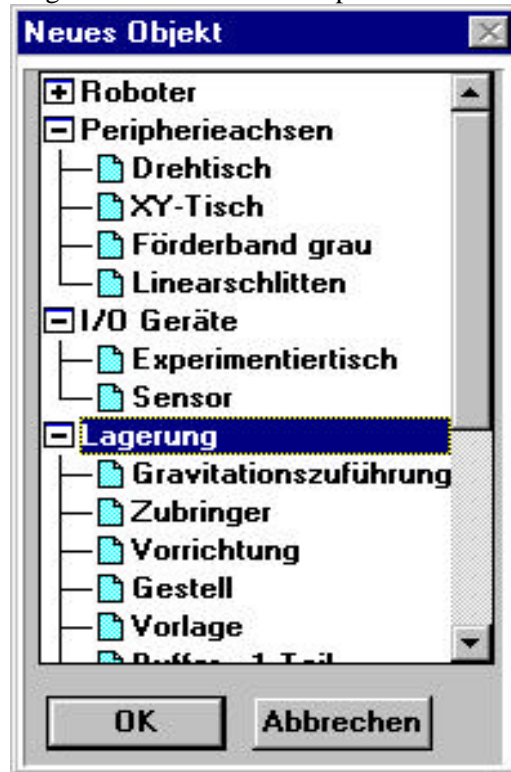 Neues Objekt
Roboter
Peripherieachsen
Drehtisch
XY-Tisch
Förderband grau
Linearschlitten
I/O Geräte
Experimentiertisch
Sensor
Lagerung
Gravitationszuführung
Zubringer
Vorrichtung
Gestell
Vorlage
OK Abbrechen